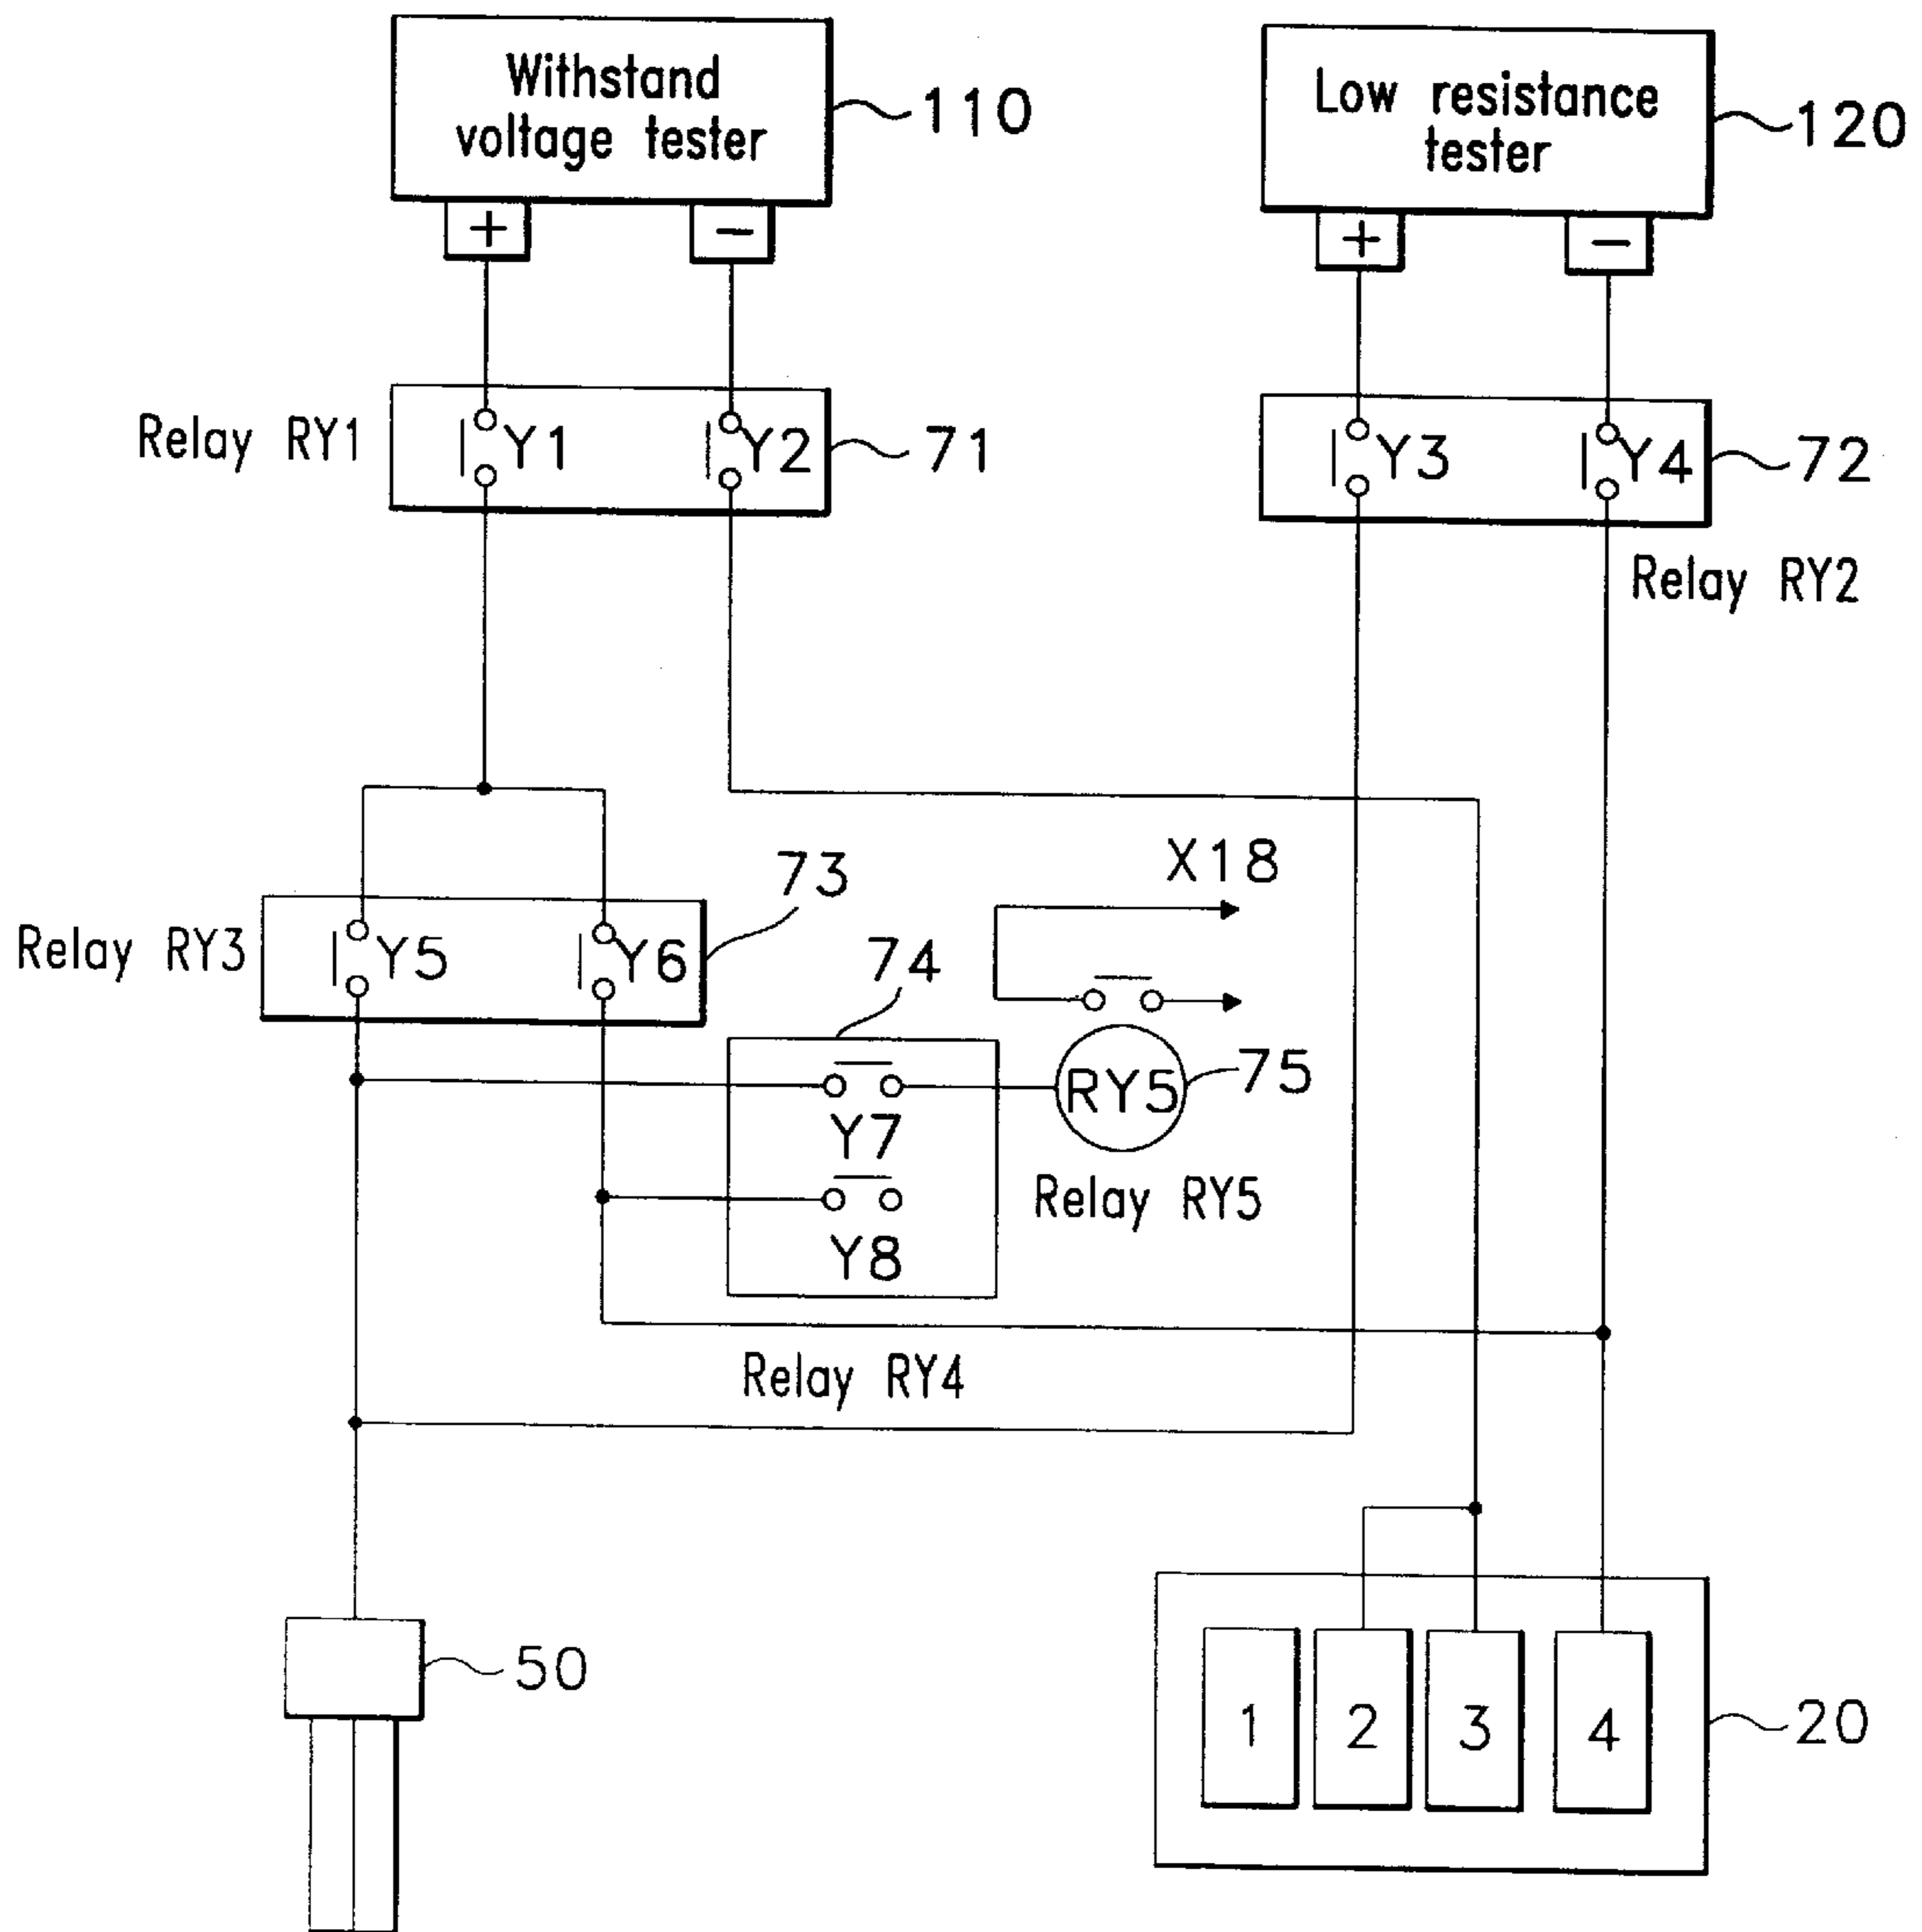 Withstand
voltage tester
110
Low resistance
tester
120
+
−
+
−
Relay RY1
Y1
Y2
71
Y3
Y4
72
Relay RY2
X18
73
Relay RY3
Y5
Y6
74
RY5
75
Y7
Relay RY5
Y8
Relay RY4
50
1
2
3
4
20